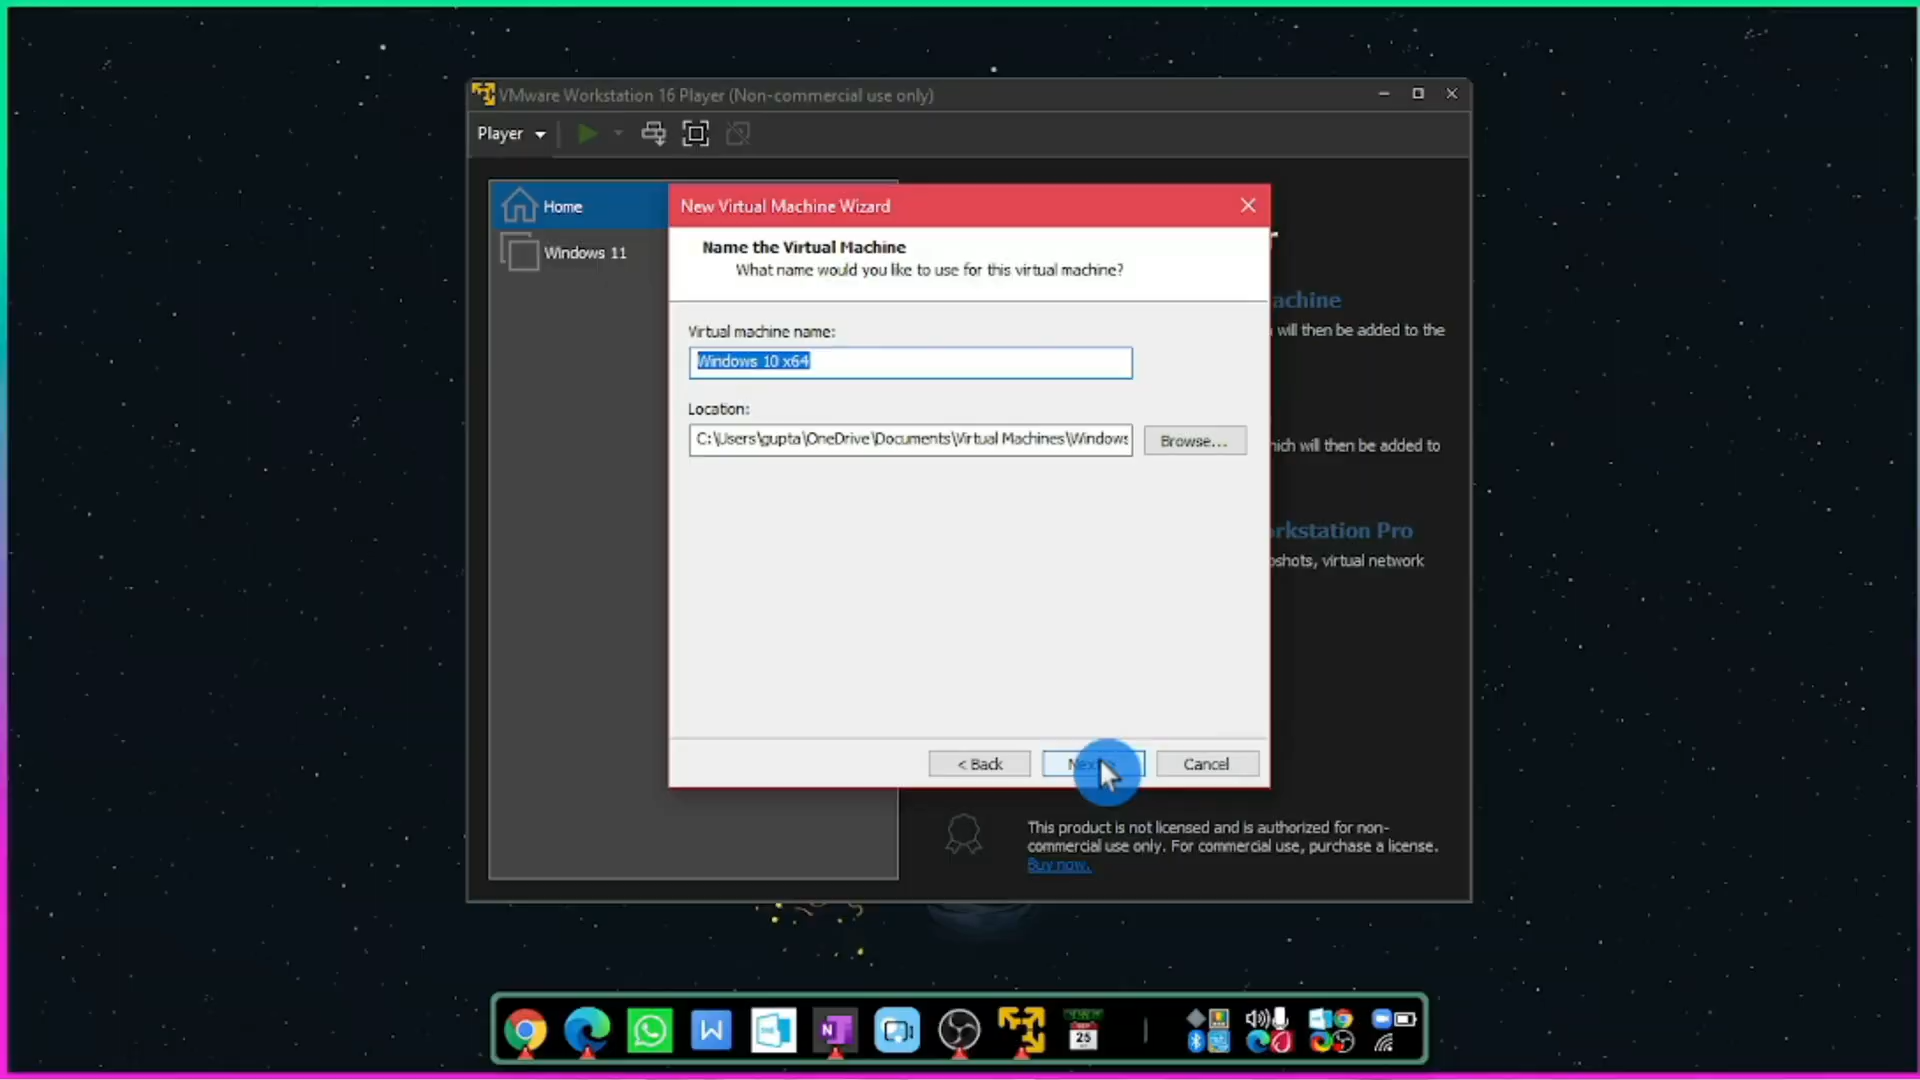 VMware Workstation 16 Player (Non-commercial use only)
Player
Home
Windows 11
New Virtual Machine Wizard
Name the Virtual Machine
What name would you like to use for this virtual machine?
Virtual machine name:
Windows 10 x64
Location:
C:\Users\gupta\OneDrive\Documents\Virtual Machines\Windows
Browse...
achine
will then be added to the
hich will then be added to
rkstation Pro
pshots, virtual network
< Back
Next >
Cancel
This product is not licensed and is authorized for non-
commercial use only. For commercial use, purchase a license.
Buy now.
25